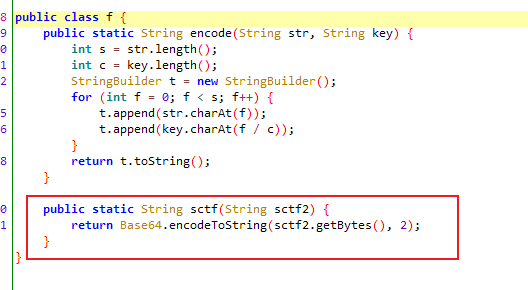 8 public class f {
9 public static String encode(String str, String key) {
0 int s = str.length();
1 int c = key.length();
2 StringBuilder t = new StringBuilder();
for (int f = 0; f < s; f++) {
5 t.append(str.charAt(f));
6 t.append(key.charAt(f / c));
}
8 return t.toString();
}
0 public static String sctf(String sctf2) {
1 return Base64.encodeToString(sctf2.getBytes(), 2);
}
}